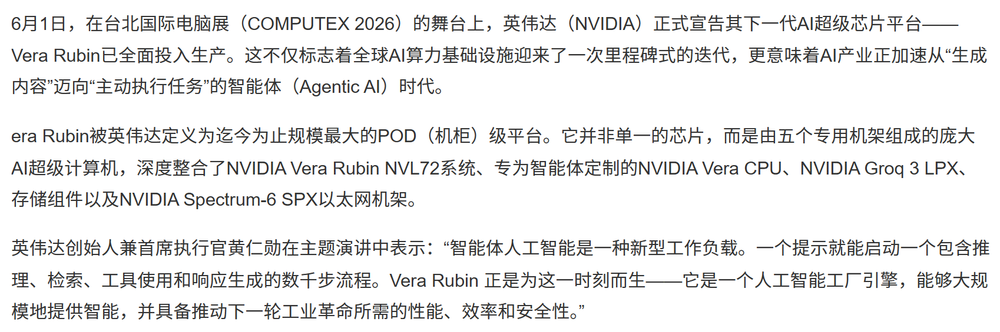 6月1日，在台北国际电脑展（COMPUTEX 2026）的舞台上，英伟达（NVIDIA）正式宣告其下一代AI超级芯片平台——
Vera Rubin已全面投入生产。这不仅标志着全球AI算力基础设施迎来了一次里程碑式的迭代，更意味着AI产业正加速从“生成
内容”迈向“主动执行任务”的智能体（Agentic AI）时代。
era Rubin被英伟达定义为迄今为止规模最大的POD（机柜）级平台。它并非单一的芯片，而是由五个专用机架组成的庞大
AI超级计算机，深度整合了NVIDIA Vera Rubin NVL72系统、专为智能体定制的NVIDIA Vera CPU、NVIDIA Groq 3 LPX、
存储组件以及NVIDIA Spectrum-6 SPX以太网机架。
英伟达创始人兼首席执行官黄仁勋在主题演讲中表示：“智能体人工智能是一种新型工作负载。一个提示就能启动一个包含推
理、检索、工具使用和响应生成的数千步流程。Vera Rubin 正是为这一时刻而生——它是一个人工智能工厂引擎，能够大规
模地提供智能，并具备推动下一轮工业革命所需的性能、效率和安全性。”